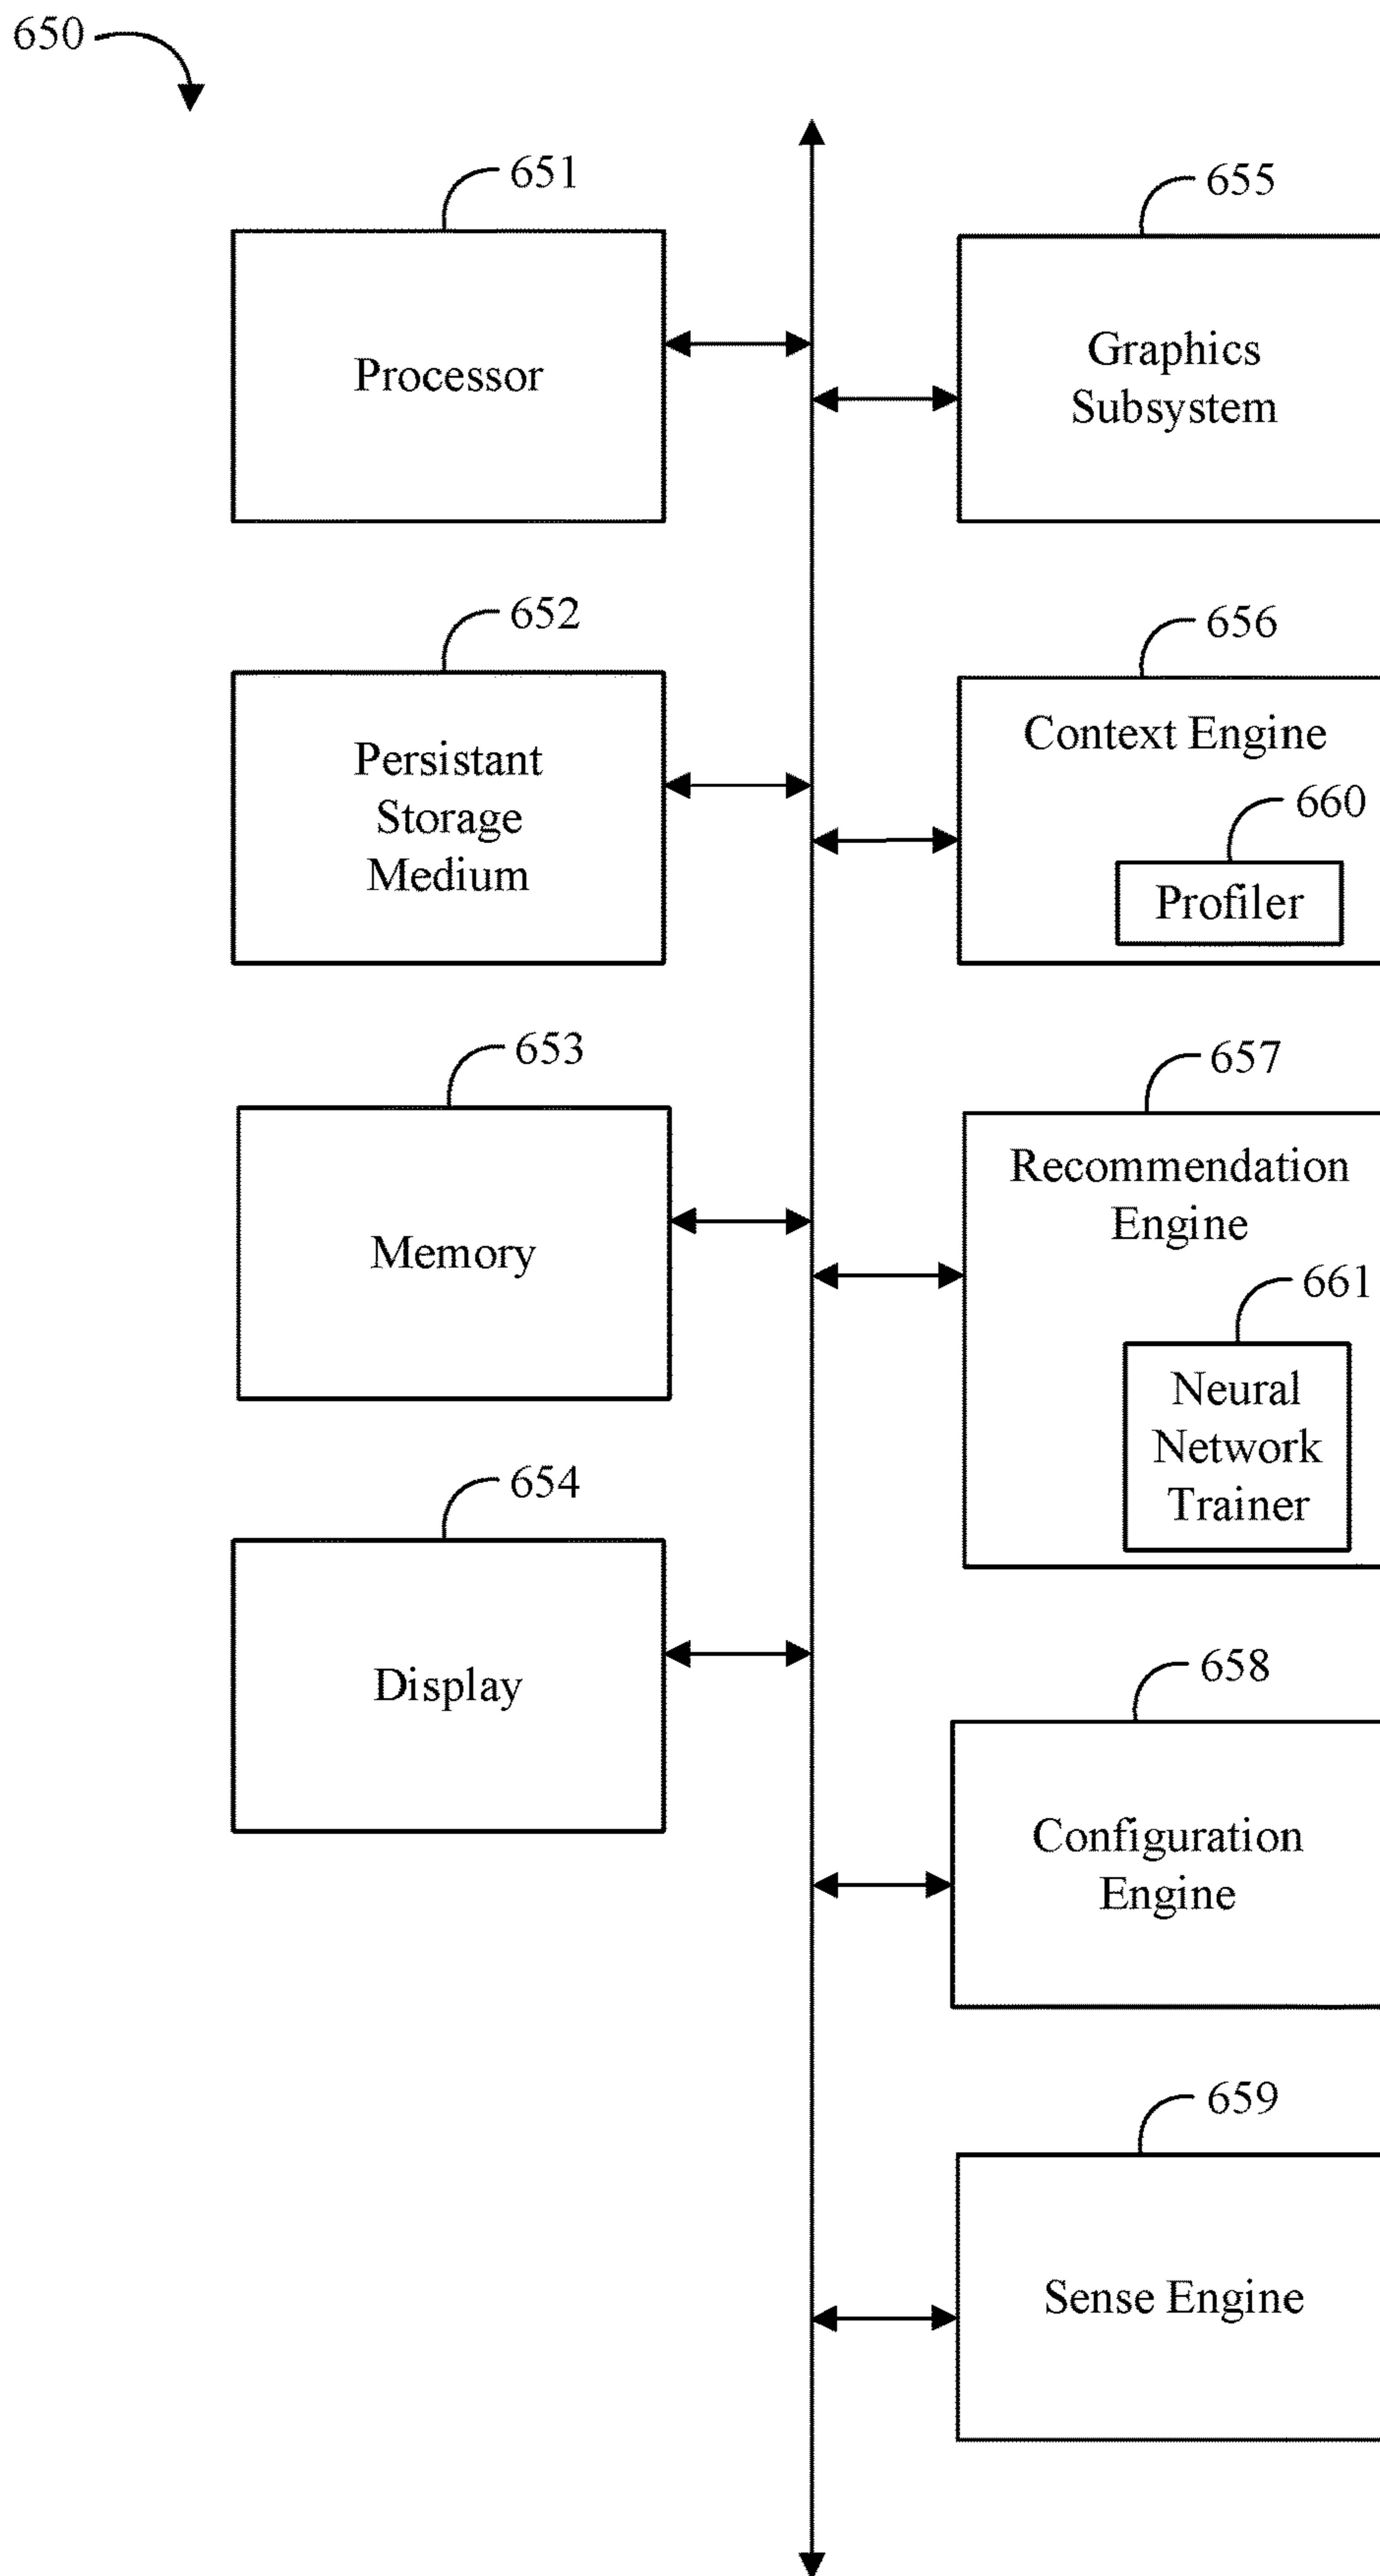 650
651
Processor
652
Persistant
Storage
Medium
653
Memory
654
Display
655
Graphics
Subsystem
656
Context Engine
660
Profiler
657
Recommendation
Engine
661
Neural
Network
Trainer
658
Configuration
Engine
659
Sense Engine